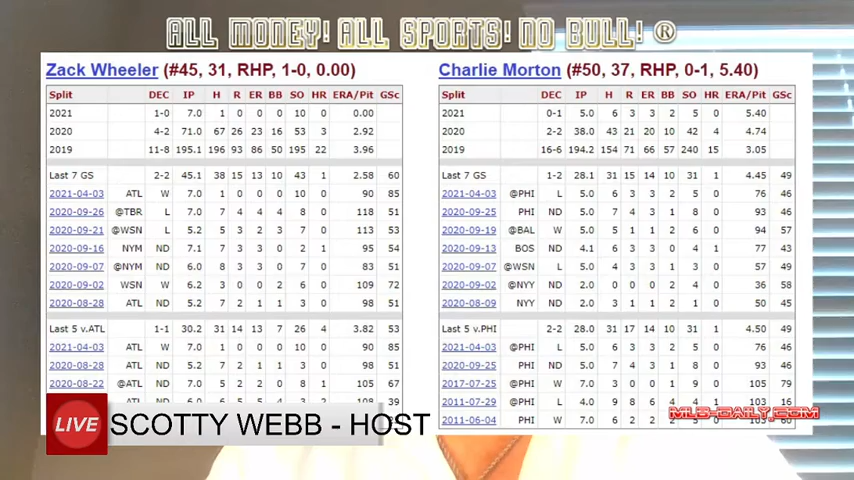 ALL MONEY! ALL SPORTS! NO BULL! ®
Zack Wheeler (#45, 31, RHP, 1-0, 0.00)
Split DEC IP H R ER BB SO HR ERA/Pit GSc
2021 1-0 7.0 1 0 0 0 10 0 0.00
2020 4-2 71.0 67 26 23 16 53 3 2.92
2019 11-8 195.1 196 93 86 50 195 22 3.96
Last 7 GS 2-2 45.1 38 15 13 10 43 1 2.58 60
2021-04-03 ATL W 7.0 1 0 0 0 10 0 90 85
2020-09-26 @TBR L 7.0 7 4 4 4 8 0 118 51
2020-09-21 @WSN L 5.2 5 3 2 3 7 0 113 53
2020-09-16 NYM ND 7.1 7 3 3 0 2 1 95 54
2020-09-07 @NYM ND 6.0 8 3 3 0 7 0 83 51
2020-09-02 WSN W 6.2 3 0 0 2 6 0 109 72
2020-08-28 ATL ND 5.2 7 2 1 1 3 0 98 51
Last 5 v.ATL 1-1 30.2 31 14 13 7 26 4 3.82 53
2021-04-03 ATL W 7.0 1 0 0 0 10 0 90 85
2020-08-28 ATL ND 5.2 7 2 1 1 3 0 98 51
2020-08-22 @ATL ND 7.0 5 2 2 0 8 1 105 67
39
Charlie Morton (#50, 37, RHP, 0-1, 5.40)
Split DEC IP H R ER BB SO HR ERA/Pit GSc
2021 0-1 5.0 6 3 3 2 5 0 5.40
2020 2-2 38.0 43 21 20 10 42 4 4.74
2019 16-6 194.2 154 71 66 57 240 15 3.05
Last 7 GS 1-2 28.1 31 15 14 10 31 1 4.45 49
2021-04-03 @PHI L 5.0 6 3 3 2 5 0 76 46
2020-09-25 PHI ND 5.0 7 4 3 1 8 0 93 46
2020-09-19 @BAL W 5.0 5 1 1 2 6 0 94 57
2020-09-13 BOS ND 4.1 6 3 3 0 4 1 77 43
2020-09-07 @WSN L 5.0 4 3 3 1 3 0 57 49
2020-09-02 @NYY ND 2.0 0 0 0 2 4 0 36 58
2020-08-09 NYY ND 2.0 3 1 1 2 1 0 50 45
Last 5 v.PHI 2-2 28.0 31 17 14 10 31 1 4.50 49
2021-04-03 @PHI L 5.0 6 3 3 2 5 0 76 46
2020-09-25 PHI ND 5.0 7 4 3 1 8 0 93 46
2017-07-25 @PHI W 7.0 3 0 0 1 9 0 105 79
2011-07-29 @PHI L 4.0 9 8 6 4 4 1 103 16
2011-06-04 PHI W 7.0 6 2 2 2 5 103 60
LIVE
SCOTTY WEBB - HOST
MLB-DAILY.COM